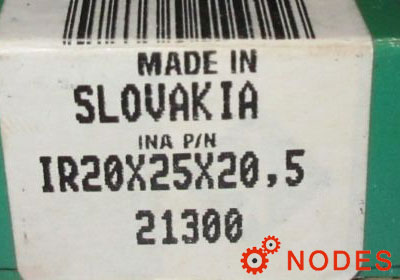 MADE IN
SLOVAKIA
INA P/N
IR20X25X20,5
21300
NODES